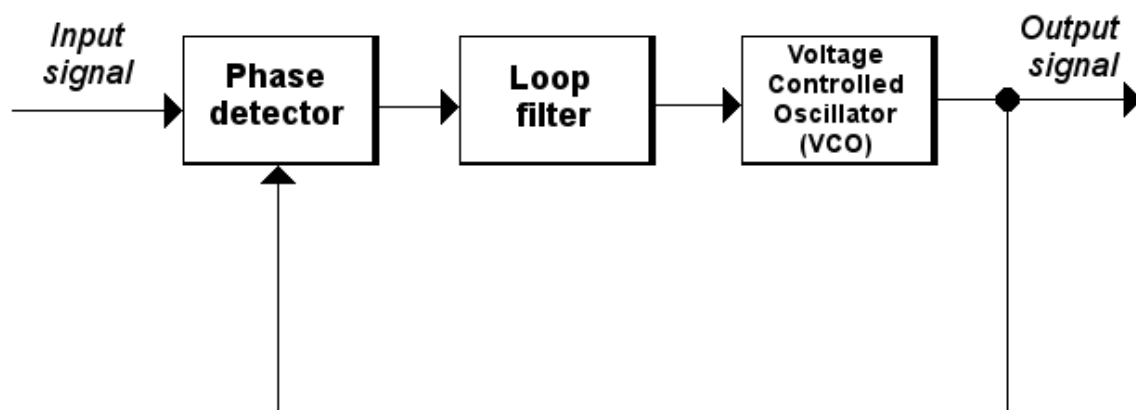 Input
signal
Phase
detector
Loop
filter
Voltage
Controlled
Oscillator
(VCO)
Output
signal